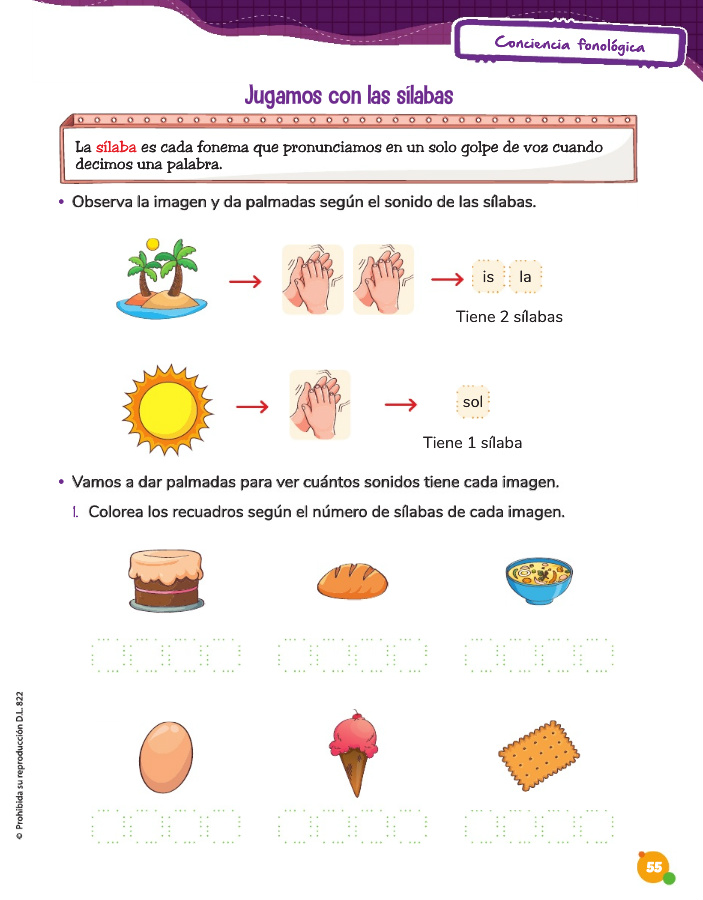 Conciencia fonológica
Jugamos con las sílabas
La sílaba es cada fonema que pronunciamos en un solo golpe de voz cuando
decimos una palabra.
• Observa la imagen y da palmadas según el sonido de las sílabas.
is la
Tiene 2 sílabas
sol
Tiene 1 sílaba
• Vamos a dar palmadas para ver cuántos sonidos tiene cada imagen.
1. Colorea los recuadros según el número de sílabas de cada imagen.
© Prohibida su reproducción D.L. 822
55